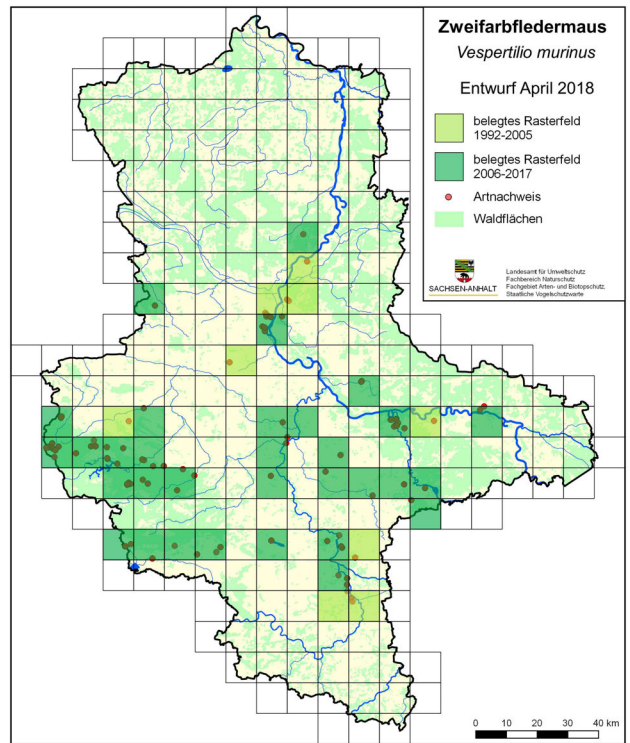 Zweifarbfledermaus
Vespertilio murinus
Entwurf April 2018
belegtes Rasterfeld
1992-2005
belegtes Rasterfeld
2006-2017
Artnachweis
Waldflächen
SACHSEN-ANHALT
Landesamt für Umweltschutz
Fachbereich Naturschutz
Fachgebiet Arten- und Biotopschutz,
Staatliche Vogelschutzwarte
0 10 20 30 40 km